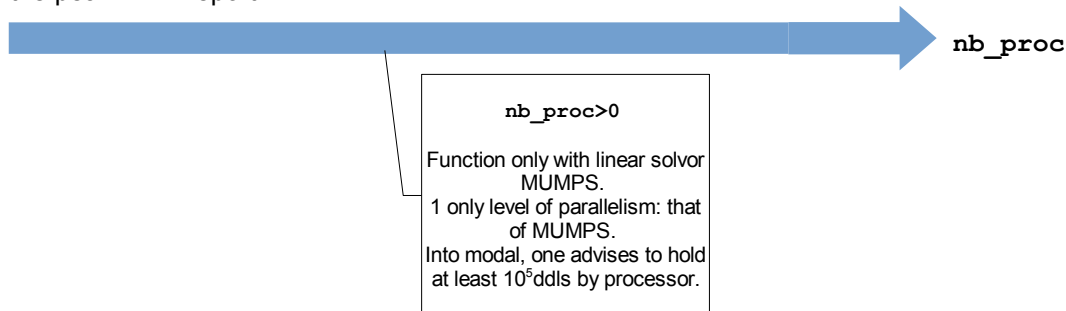 nb_proc
nb_proc>0
Function only with linear solvor
MUMPS.
1 only level of parallelism: that
of MUMPS.
Into modal, one advises to hold
at least 10⁵ddls by processor.